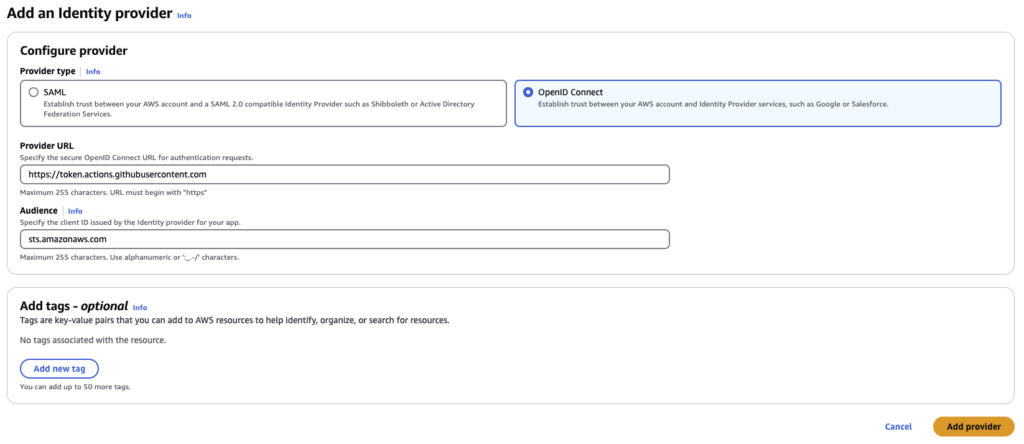 Add an Identity provider Info
Configure provider
Provider type Info
SAML
Establish trust between your AWS account and a SAML 2.0 compatible Identity Provider such as Shibboleth or Active Directory
Federation Services.
OpenID Connect
Establish trust between your AWS account and Identity Provider services, such as Google or Salesforce.
Provider URL
Specify the secure OpenID Connect URL for authentication requests.
https://token.actions.githubusercontent.com
Maximum 255 characters. URL must begin with "https"
Audience Info
Specify the client ID issued by the Identity provider for your app.
sts.amazonaws.com
Maximum 255 characters. Use alphanumeric or ':_.-/' characters.
Add tags - optional Info
Tags are key-value pairs that you can add to AWS resources to help identify, organize, or search for resources.
No tags associated with the resource.
Add new tag
You can add up to 50 more tags.
Cancel
Add provider